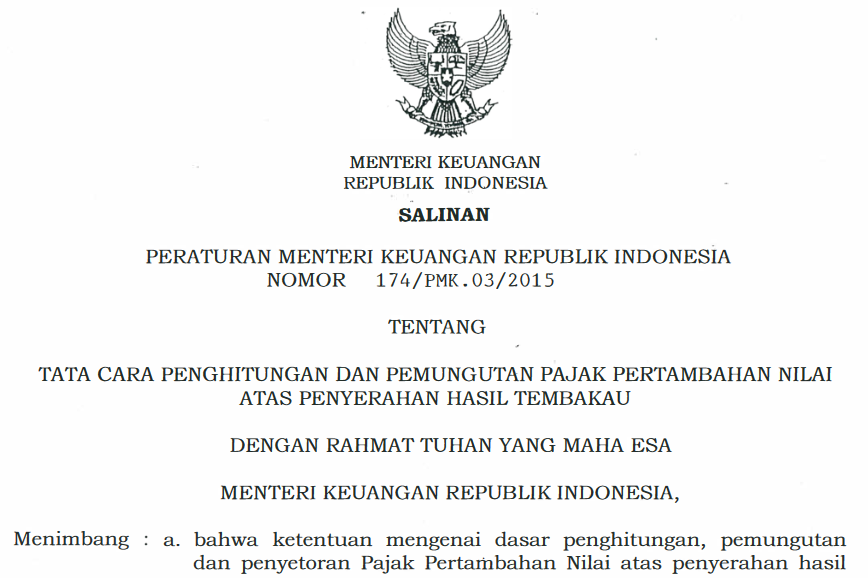 MENTERI KEUANGAN
REPUBLIK INDONESIA
SALINAN
PERATURAN MENTERI KEUANGAN REPUBLIK INDONESIA
NOMOR 174/PMK.03/2015
TENTANG
TATA CARA PENGHITUNGAN DAN PEMUNGUTAN PAJAK PERTAMBAHAN NILAI
ATAS PENYERAHAN HASIL TEMBAKAU
DENGAN RAHMAT TUHAN YANG MAHA ESA
MENTERI KEUANGAN REPUBLIK INDONESIA,
Menimbang : a. bahwa ketentuan mengenai dasar penghitungan, pemungutan
dan penyetoran Pajak Pertambahan Nilai atas penyerahan hasil